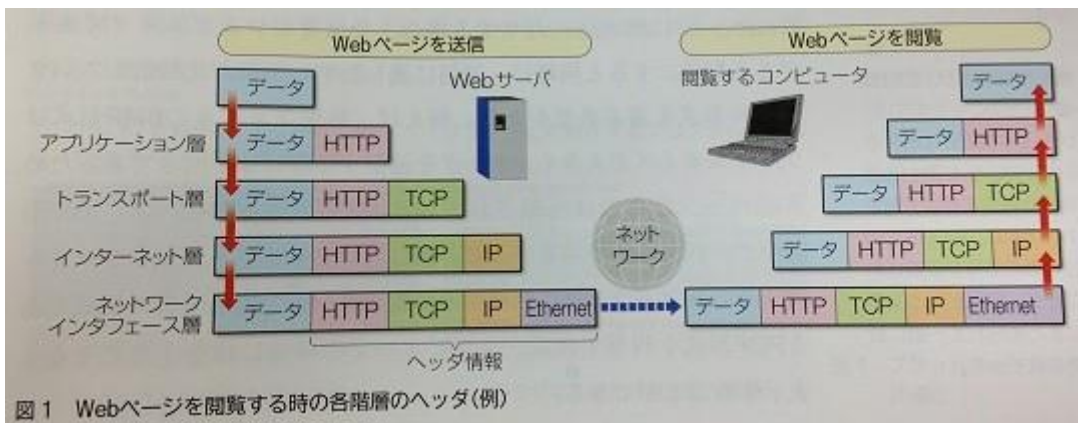 Webページを送信
Webページを閲覧
データ
Webサーバ
閲覧するコンピュータ
データ
アプリケーション層
データ HTTP
データ HTTP
トランスポート層
データ HTTP TCP
データ HTTP TCP
ネット
ワーク
インターネット層
データ HTTP TCP IP
データ HTTP TCP IP
ネットワーク
インタフェース層
データ HTTP TCP IP Ethernet
データ HTTP TCP IP Ethernet
ヘッダ情報
図1 Webページを閲覧する時の各階層のヘッダ(例)